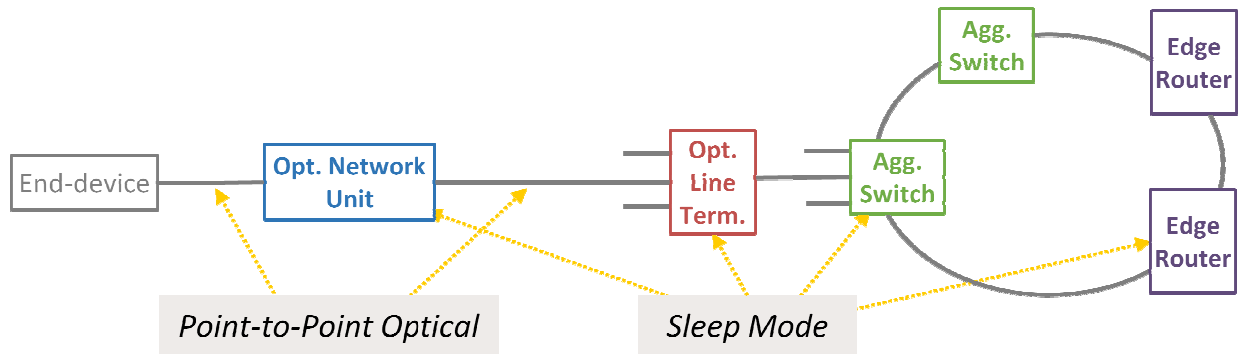 Agg.
Switch
Edge
Router
End-device
Opt. Network
Unit
Opt.
Line
Term.
Agg.
Switch
Edge
Router
Point-to-Point Optical
Sleep Mode